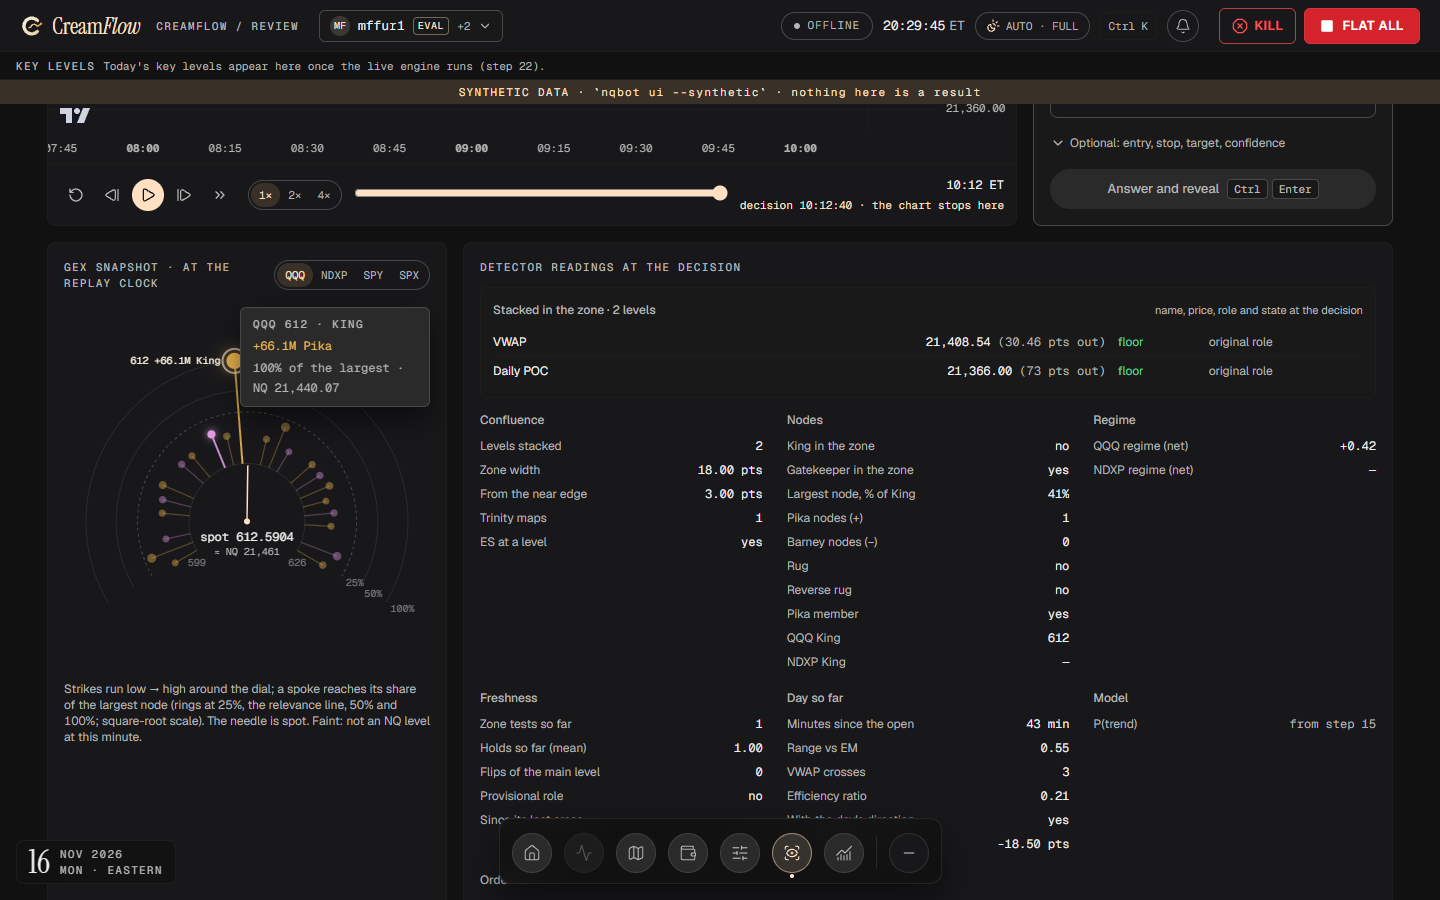 CreamFlow CREAMFLOW / REVIEW MF mffur1 EVAL +2 OFFLINE 20:29:45 ET AUTO · FULL Ctrl K KILL FLAT ALL
KEY LEVELS Today's key levels appear here once the live engine runs (step 22).
SYNTHETIC DATA · `nqbot ui --synthetic` · nothing here is a result
21,360.00
07:45 08:00 08:15 08:30 08:45 09:00 09:15 09:30 09:45 10:00
1× 2× 4×
10:12 ET
decision 10:12:40 · the chart stops here
Optional: entry, stop, target, confidence
Answer and reveal Ctrl Enter
GEX SNAPSHOT · AT THE
REPLAY CLOCK
QQQ NDXP SPY SPX
QQQ 612 · KING
+66.1M Pika
100% of the largest ·
NQ 21,440.07
612 +66.1M King
spot 612.5904
≈ NQ 21,461
599 626
25%
50%
100%
Strikes run low → high around the dial; a spoke reaches its share
of the largest node (rings at 25%, the relevance line, 50% and
100%; square-root scale). The needle is spot. Faint: not an NQ level
at this minute.
DETECTOR READINGS AT THE DECISION
Stacked in the zone · 2 levels name, price, role and state at the decision
VWAP 21,408.54 (30.46 pts out) floor original role
Daily POC 21,366.00 (73 pts out) floor original role
Confluence
Levels stacked 2
Zone width 18.00 pts
From the near edge 3.00 pts
Trinity maps 1
ES at a level yes
Nodes
King in the zone no
Gatekeeper in the zone yes
Largest node, % of King 41%
Pika nodes (+) 1
Barney nodes (−) 0
Rug no
Reverse rug no
Pika member yes
QQQ King 612
NDXP King —
Regime
QQQ regime (net) +0.42
NDXP regime (net) —
Freshness
Zone tests so far 1
Holds so far (mean) 1.00
Flips of the main level 0
Provisional role no
Day so far
Minutes since the open 43 min
Range vs EM 0.55
VWAP crosses 3
Efficiency ratio 0.21
With the day's direction yes
-18.50 pts
Model
P(trend) from step 15
16 NOV 2026
MON · EASTERN